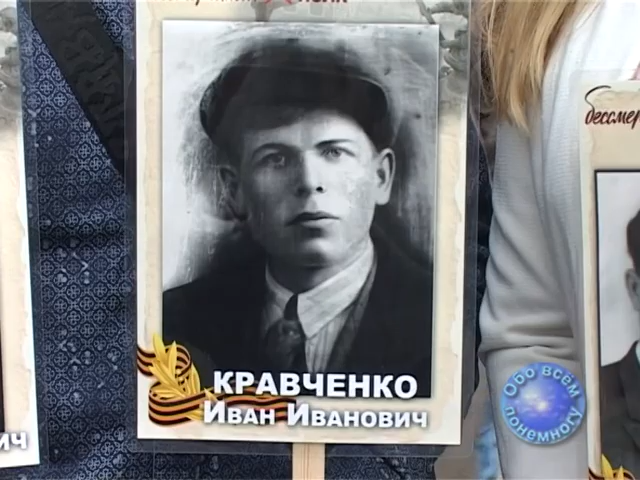 КРАВЧЕНКО
Иван Иванович
ич
бессмер
Обо всём
понемногу